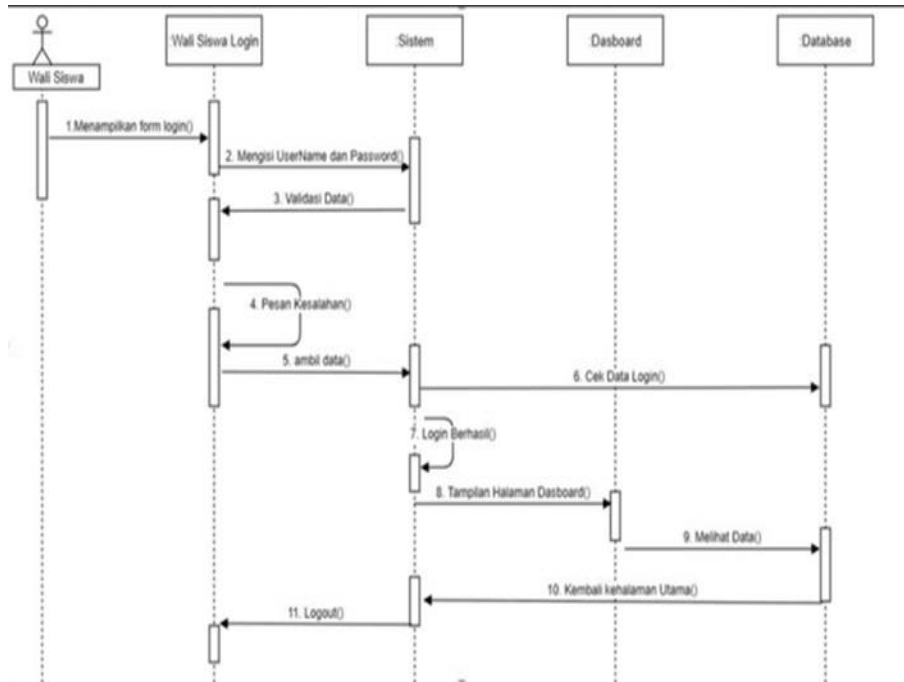 Wali Siswa
:Wali Siswa Login
:Sistem
:Dasboard
:Database
1.Menampilkan form login()
2. Mengisi UserName dan Password()
3. Validasi Data()
4. Pesan Kesalahan()
5. ambil data()
6. Cek Data Login()
7. Login Berhasil()
8. Tampilan Halaman Dasboard()
9. Melihat Data()
10. Kembali kehalaman Utama()
11. Logout()